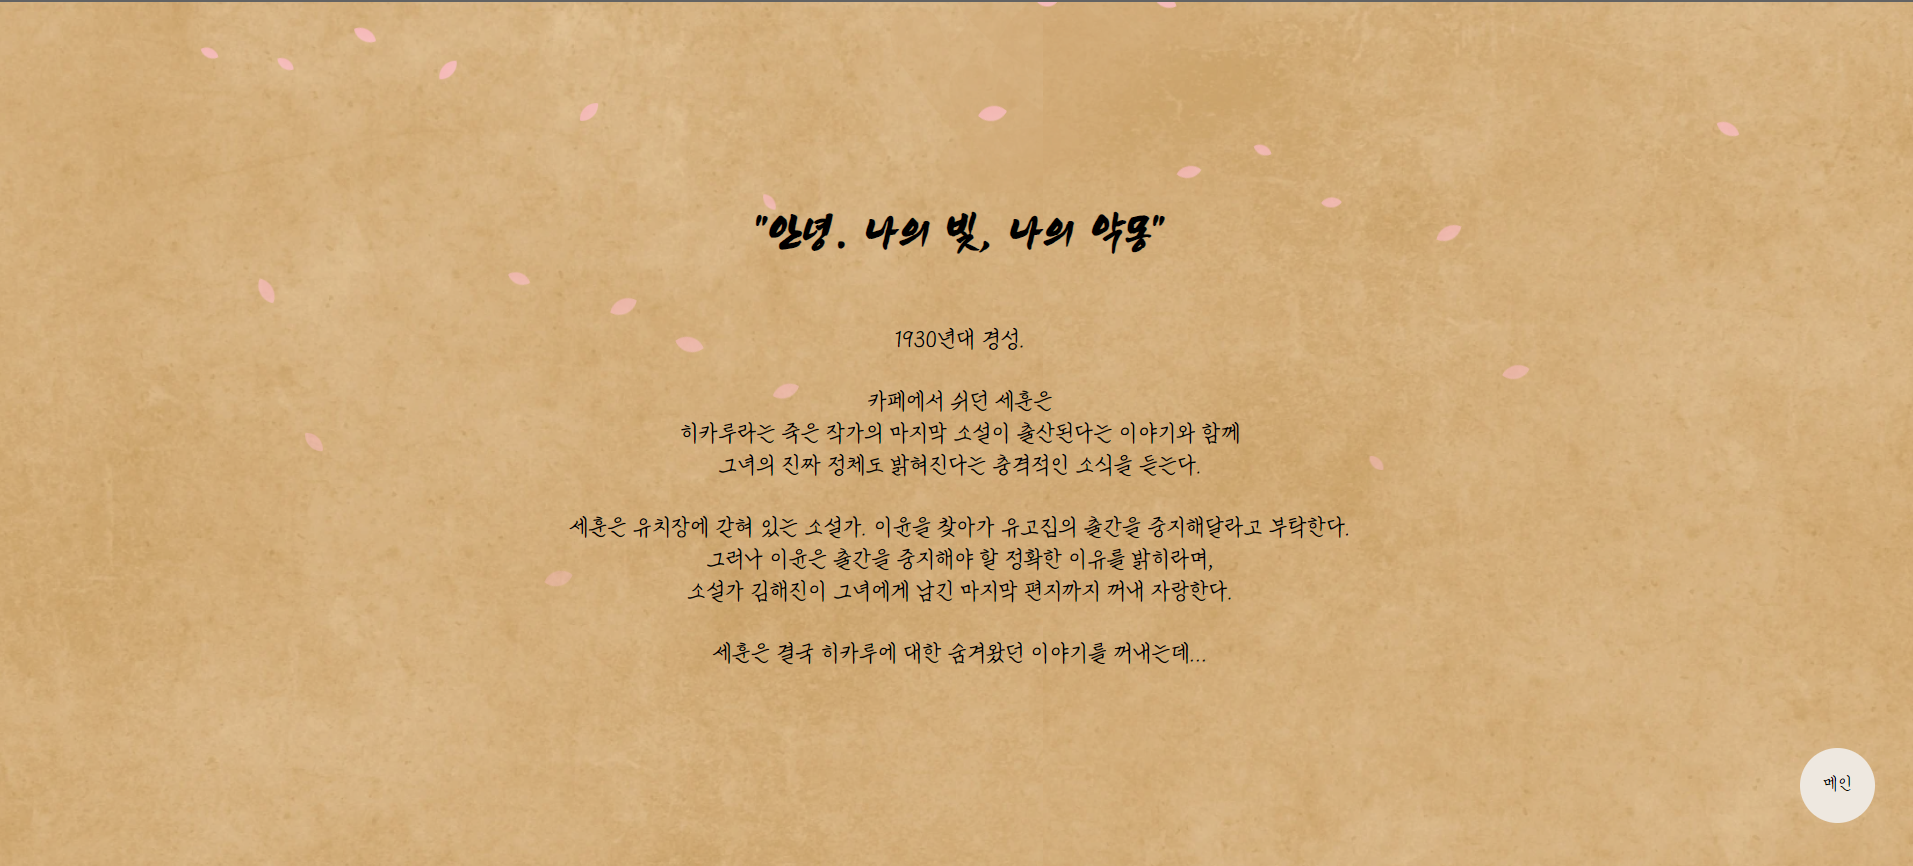 "안녕. 나의 빛, 나의 악몽"
1930년대 경성.
카페에서 쉬던 세훈은
히카루라는 죽은 작가의 마지막 소설이 출산된다는 이야기와 함께
그녀의 진짜 정체도 밝혀진다는 충격적인 소식을 듣는다.
세훈은 유치장에 갇혀 있는 소설가. 이윤을 찾아가 유고집의 출간을 중지해달라고 부탁한다.
그러나 이윤은 출간을 중지해야 할 정확한 이유를 밝히라며,
소설가 김해진이 그녀에게 남긴 마지막 편지까지 꺼내 자랑한다.
세훈은 결국 히카루에 대한 숨겨왔던 이야기를 꺼내는데...
메인